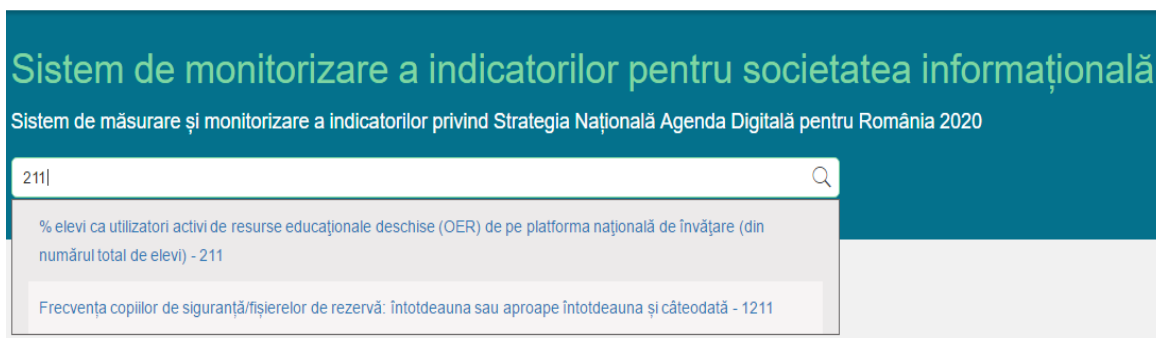 Sistem de monitorizare a indicatorilor pentru societatea informațională
Sistem de măsurare și monitorizare a indicatorilor privind Strategia Națională Agenda Digitală pentru România 2020
211
% elevi ca utilizatori activi de resurse educaţionale deschise (OER) de pe platforma naţională de învăţare (din
numărul total de elevi) - 211
Frecvența copiilor de siguranță/fișierelor de rezervă: întotdeauna sau aproape întotdeauna și câteodată - 1211